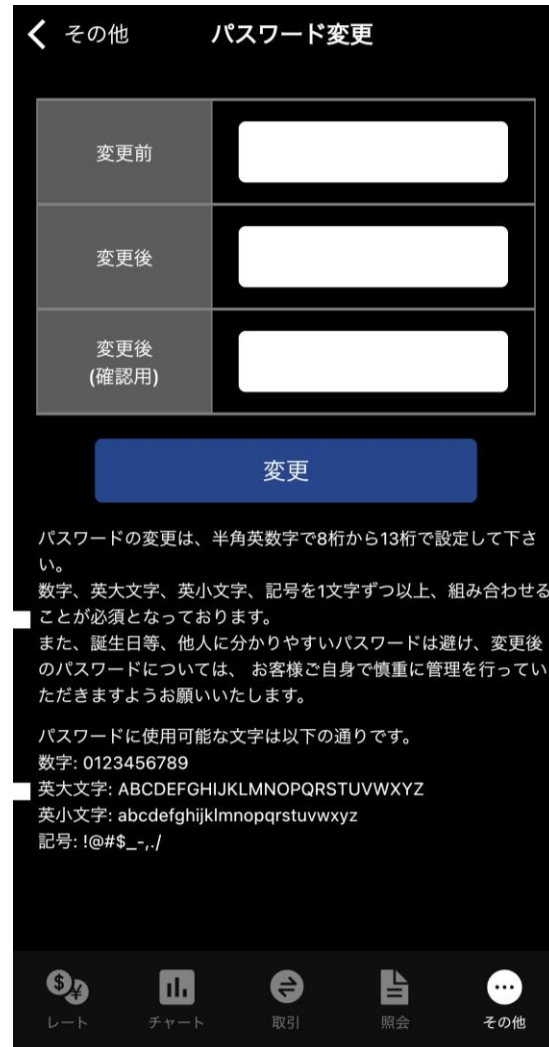 その他
パスワード変更
変更前
変更後
変更後
(確認用)
変更
パスワードの変更は、半角英数字で8桁から13桁で設定して下さ
い。
数字、英大文字、英小文字、記号を1文字ずつ以上、組み合わせる
ことが必須となっております。
また、誕生日等、他人に分かりやすいパスワードは避け、変更後
のパスワードについては、 お客様ご自身で慎重に管理を行ってい
ただきますようお願いいたします。
パスワードに使用可能な文字は以下の通りです。
数字: 0123456789
英大文字: ABCDEFGHIJKLMNOPQRSTUVWXYZ
英小文字: abcdefghijklmnopqrstuvwxyz
記号: !@#$_-,./
レート
チャート
取引
照会
その他